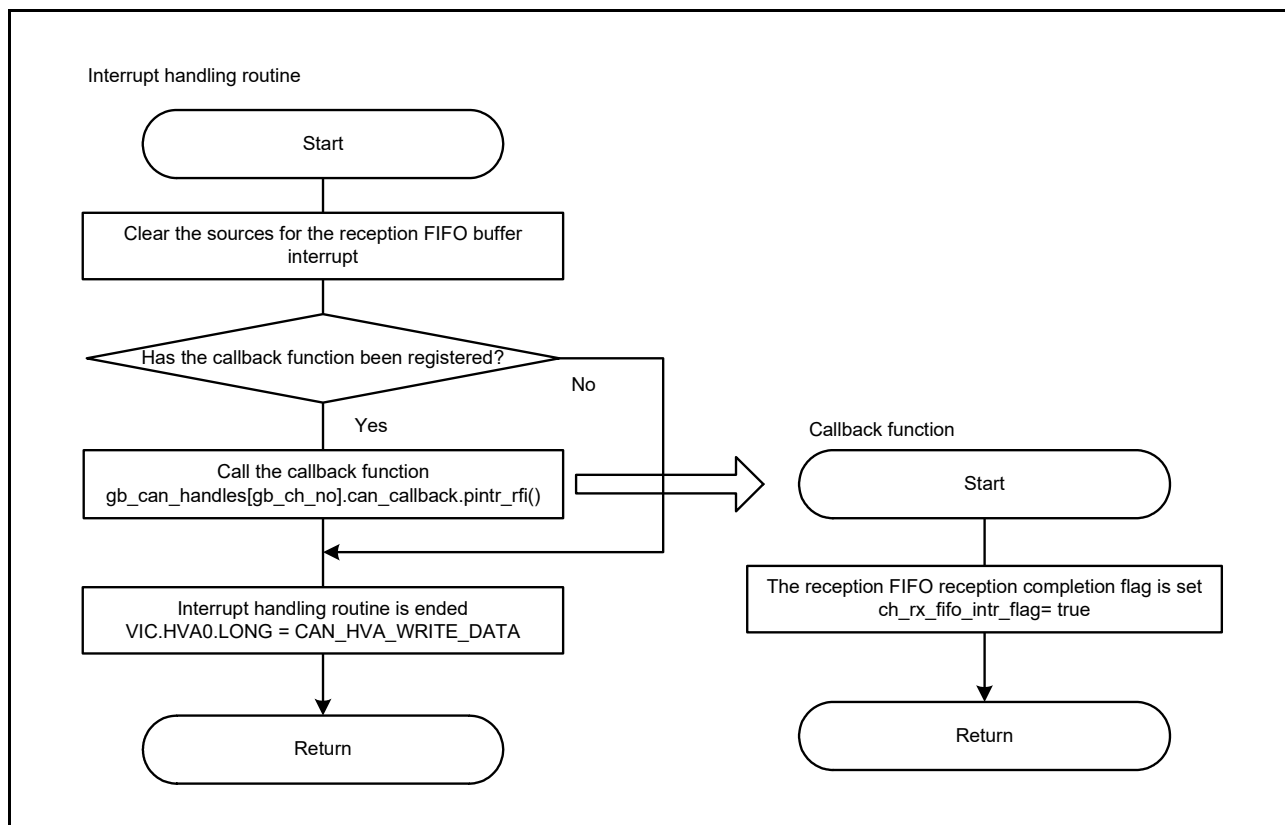 Interrupt handling routine
Start
Clear the sources for the reception FIFO buffer
interrupt
Has the callback function been registered?
No
Yes
Call the callback function
gb_can_handles[gb_ch_no].can_callback.pintr_rfi()
Interrupt handling routine is ended
VIC.HVA0.LONG = CAN_HVA_WRITE_DATA
Return
Callback function
Start
The reception FIFO reception completion flag is set
ch_rx_fifo_intr_flag= true
Return